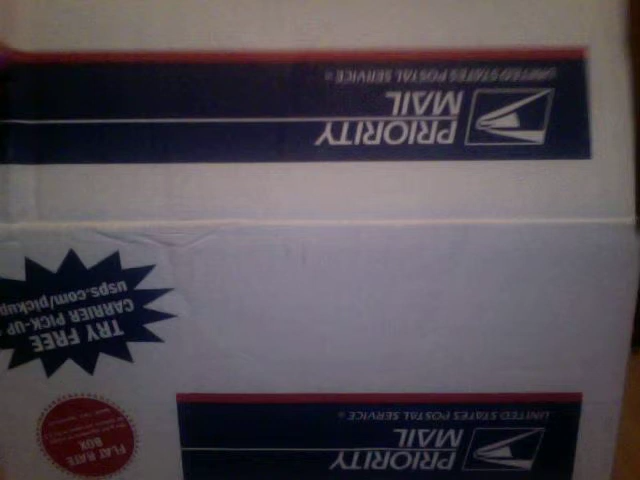 PRIORITY
MAIL
UNITED STATES POSTAL SERVICE®
FLAT RATE
BOX
TRY FREE
CARRIER PICK-UP
usps.com/pickup
PRIORITY
MAIL
UNITED STATES POSTAL SERVICE®